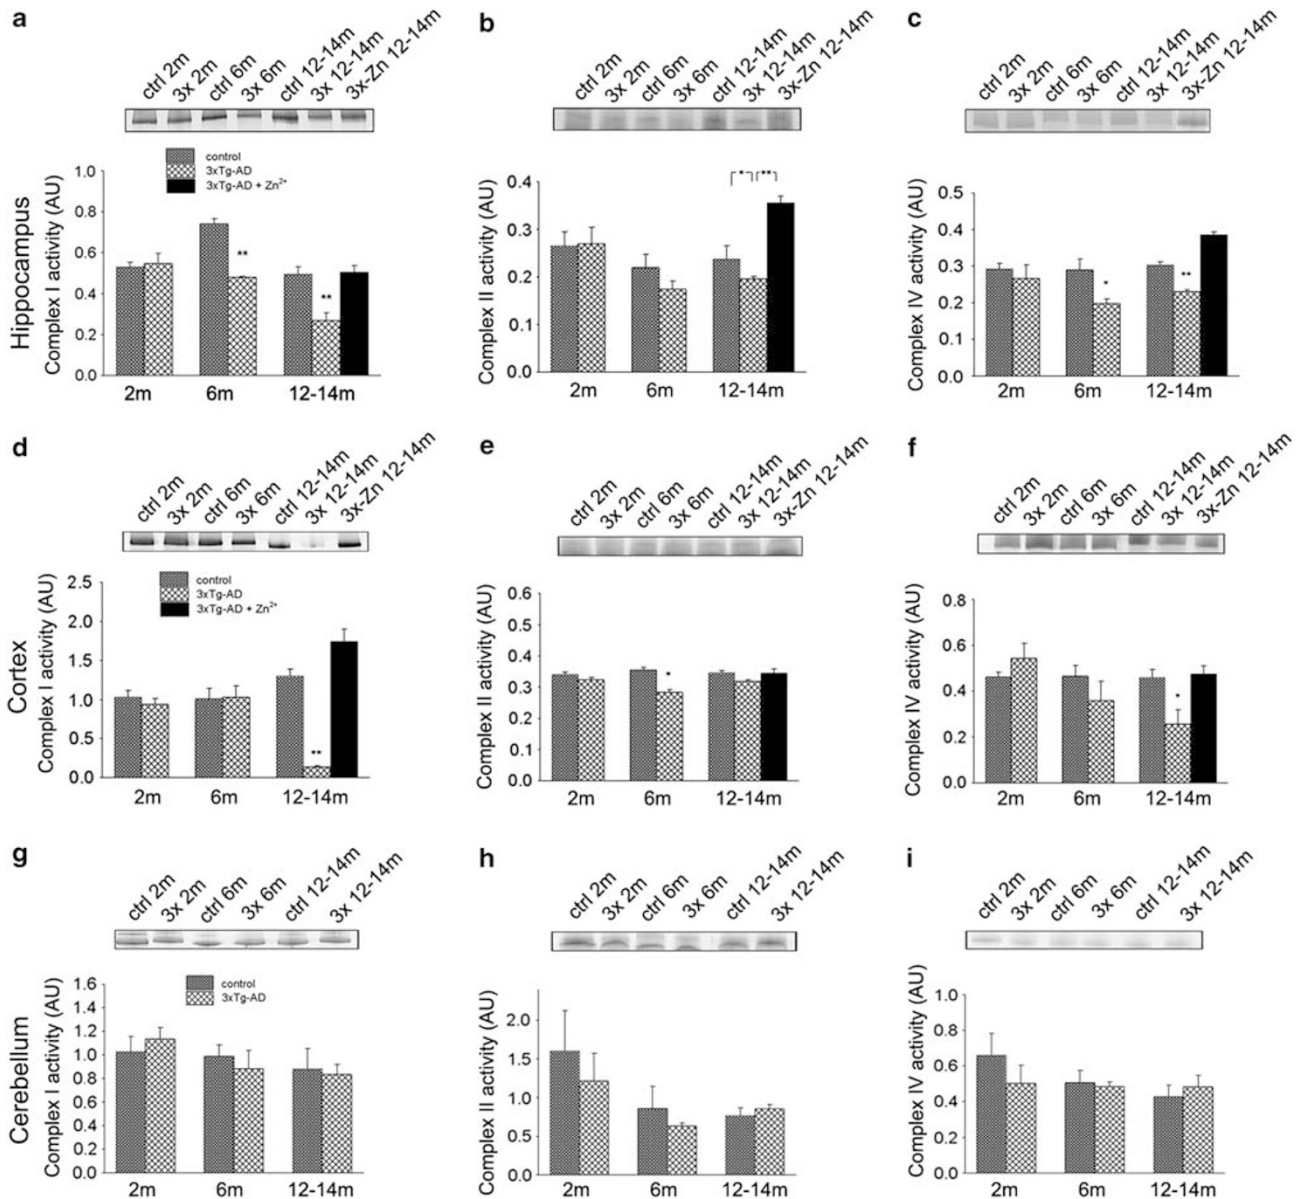 a
ctrl 2m
3x 2m
ctrl 6m
3x 6m
ctrl 12-14m
3x 12-14m
3x-Zn 12-14m
control
3xTg-AD
3xTg-AD + Zn2+
Hippocampus
Complex I activity (AU)
1.0
0.8
0.6
0.4
0.2
0.0
**
**
2m 6m 12-14m
b
ctrl 2m
3x 2m
ctrl 6m
3x 6m
ctrl 12-14m
3x 12-14m
3x-Zn 12-14m
Complex II activity (AU)
0.4
0.3
0.2
0.1
0.0
* **
2m 6m 12-14m
c
ctrl 2m
3x 2m
ctrl 6m
3x 6m
ctrl 12-14m
3x 12-14m
3x-Zn 12-14m
Complex IV activity (AU)
0.5
0.4
0.3
0.2
0.1
0.0
*
**
2m 6m 12-14m
d
ctrl 2m
3x 2m
ctrl 6m
3x 6m
ctrl 12-14m
3x 12-14m
3x-Zn 12-14m
control
3xTg-AD
3xTg-AD + Zn2+
Cortex
Complex I activity (AU)
2.5
2.0
1.5
1.0
0.5
0.0
**
2m 6m 12-14m
e
ctrl 2m
3x 2m
ctrl 6m
3x 6m
ctrl 12-14m
3x 12-14m
3x-Zn 12-14m
Complex II activity (AU)
0.6
0.5
0.4
0.3
0.2
0.1
0.0
*
2m 6m 12-14m
f
ctrl 2m
3x 2m
ctrl 6m
3x 6m
ctrl 12-14m
3x 12-14m
3x-Zn 12-14m
Complex IV activity (AU)
0.8
0.6
0.4
0.2
0.0
*
2m 6m 12-14m
g
ctrl 2m
3x 2m
ctrl 6m
3x 6m
ctrl 12-14m
3x 12-14m
control
3xTg-AD
Cerebellum
Complex I activity (AU)
1.6
1.4
1.2
1.0
0.8
0.6
0.4
0.2
0.0
2m 6m 12-14m
h
ctrl 2m
3x 2m
ctrl 6m
3x 6m
ctrl 12-14m
3x 12-14m
Complex II activity (AU)
2.0
1.5
1.0
0.5
0.0
2m 6m 12-14m
i
ctrl 2m
3x 2m
ctrl 6m
3x 6m
ctrl 12-14m
3x 12-14m
Complex IV activity (AU)
1.0
0.8
0.6
0.4
0.2
0.0
2m 6m 12-14m